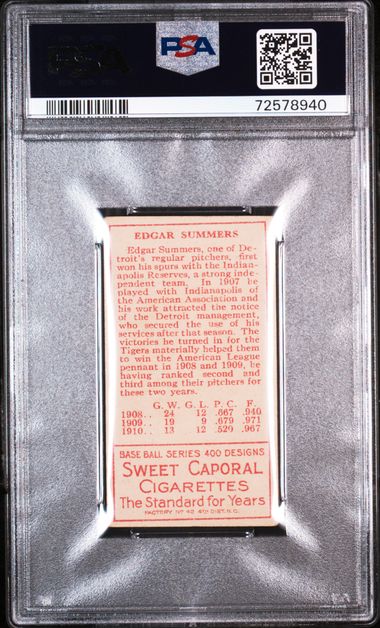 PSA
PSA
72578940
EDGAR SUMMERS
Edgar Summers, one of De-
troit's regular pitchers, first
won his spurs with the Indian-
apolis Reserves, a strong inde-
pendent team. In 1907 he
played with Indianapolis of
the American Association and
his work attracted the notice
of the Detroit management,
who secured the use of his
services after that season. The
victories he turned in for the
Tigers materially helped them
to win the American League
pennant in 1908 and 1909, he
having ranked second and
third among their pitchers for
these two years.
G. W. G. L. P. C. F.
1908.. 24 12 .667 .940
1909.. 19 9 .679 .971
1910.. 13 12 .520 .967
BASE BALL SERIES 400 DESIGNS
SWEET CAPORAL
CIGARETTES
The Standard for Years
FACTORY No 42 4TH DIST. N.C.